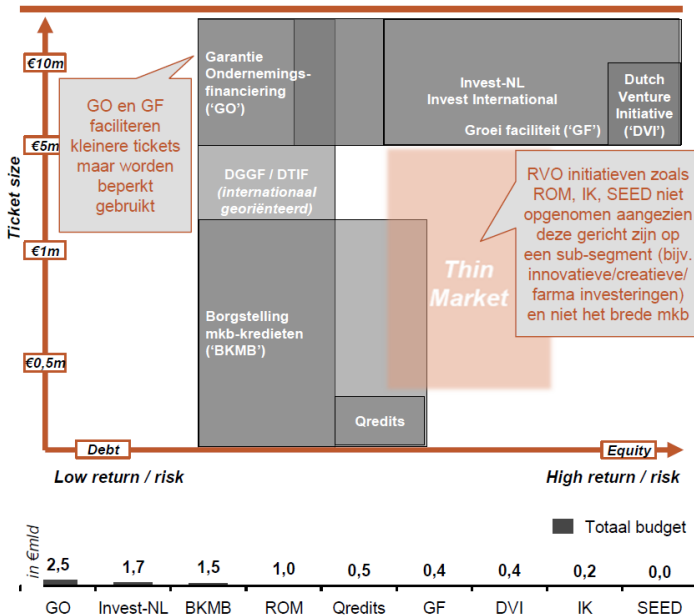 Ticket size
€10m
€5m
€1m
€0,5m
GO en GF
faciliteren
kleinere tickets
maar worden
beperkt
gebruikt
Garantie
Ondernemings-
financiering
(‘GO’)
Invest-NL
Invest International
Groei faciliteit (‘GF’)
Dutch
Venture
Initiative
(‘DVI’)
DGGF / DTIF
(internationaal
georiënteerd)
RVO initiatieven zoals
ROM, IK, SEED niet
opgenomen aangezien
deze gericht zijn op
een sub-segment (bijv.
innovatieve/creatieve/
farma investeringen)
en niet het brede mkb
Thin
Market
Borgstelling
mkb-kredieten
(‘BKMB’)
Qredits
Debt
Equity
Low return / risk
High return / risk
in €mld
Totaal budget
2,5 1,7 1,5 1,0 0,5 0,4 0,4 0,2 0,0
GO Invest-NL BKMB ROM Qredits GF DVI IK SEED